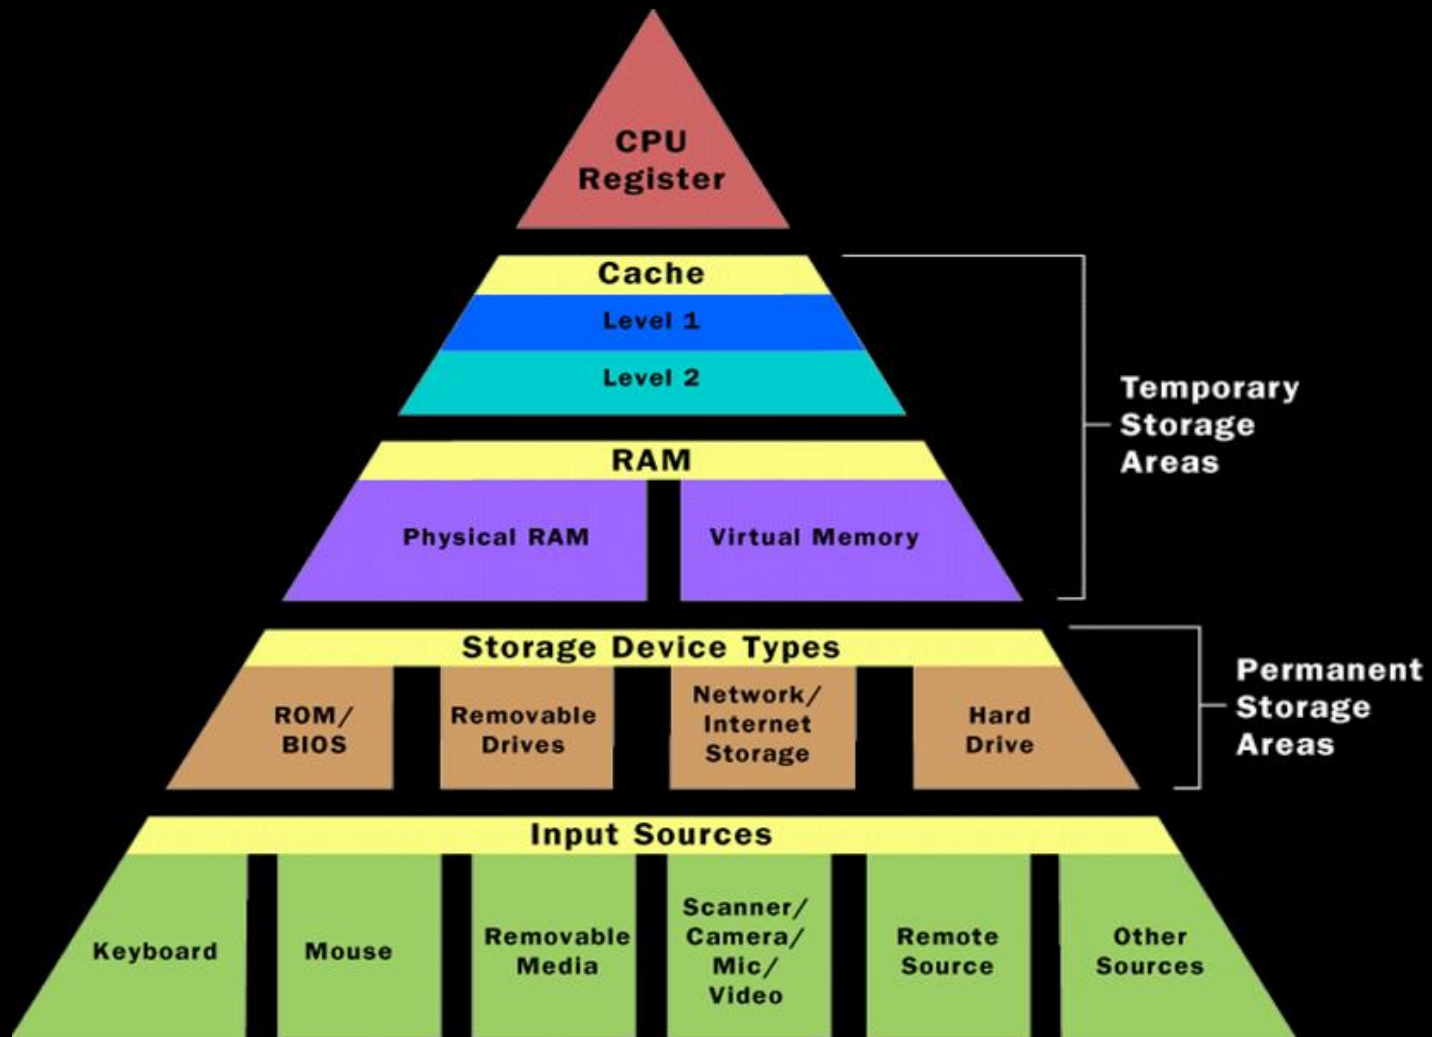 CPU
Register
Cache
Level 1
Level 2
Temporary
Storage
Areas
RAM
Physical RAM
Virtual Memory
Storage Device Types
ROM/
BIOS
Removable
Drives
Network/
Internet
Storage
Hard
Drive
Permanent
Storage
Areas
Input Sources
Keyboard
Mouse
Removable
Media
Scanner/
Camera/
Mic/
Video
Remote
Source
Other
Sources